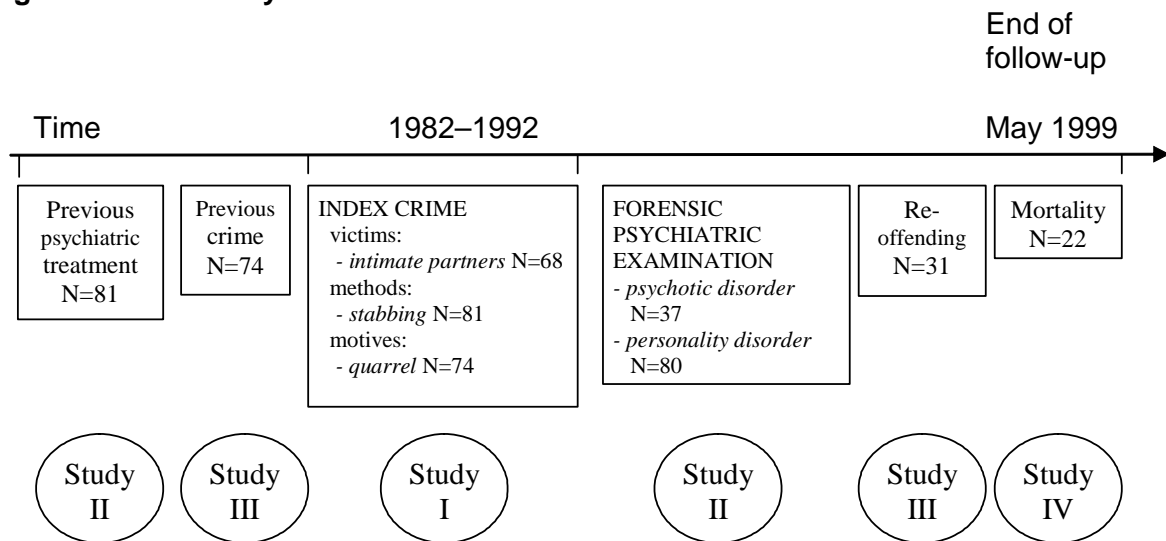 End of
follow-up
Time 1982–1992 May 1999
Previous
psychiatric
treatment
N=81
Previous
crime
N=74
INDEX CRIME
victims:
- intimate partners N=68
methods:
- stabbing N=81
motives:
- quarrel N=74
FORENSIC
PSYCHIATRIC
EXAMINATION
- psychotic disorder
N=37
- personality disorder
N=80
Re-
offending
N=31
Mortality
N=22
Study
II
Study
III
Study
I
Study
II
Study
III
Study
IV